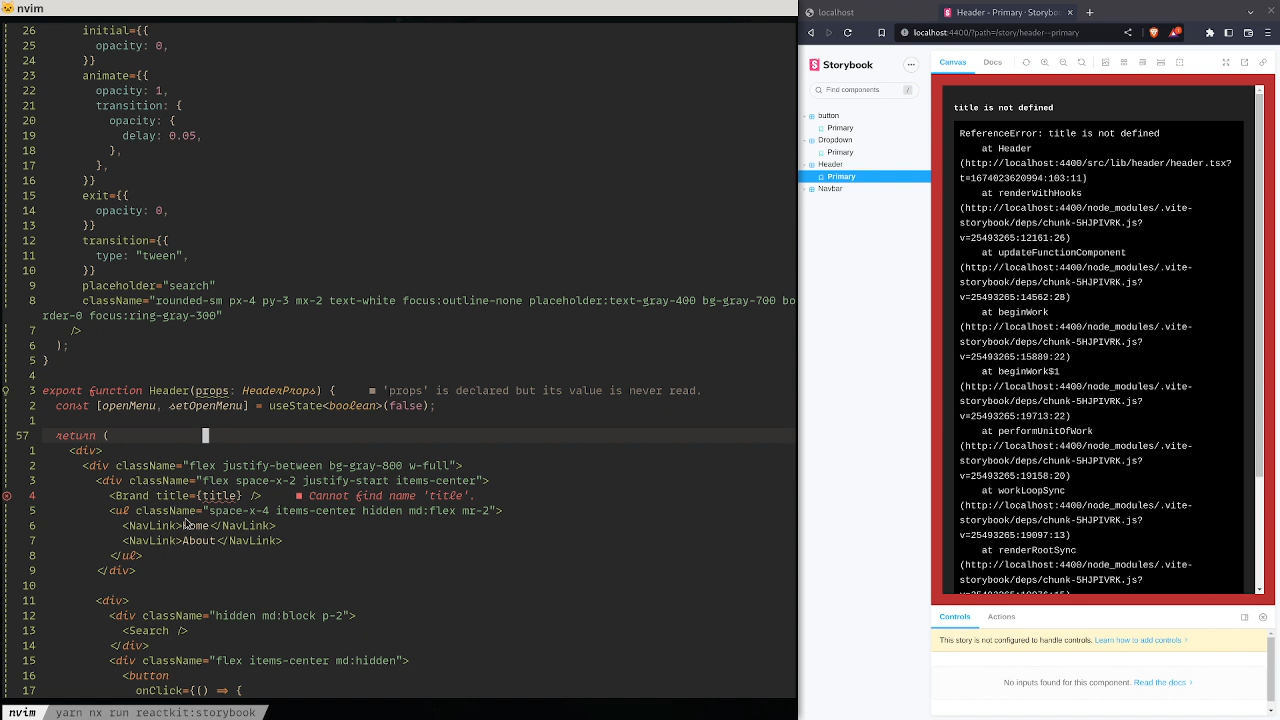 nvim
26 initial={{
25 opacity: 0,
24 }}
23 animate={{
22 opacity: 1,
21 transition: {
20 opacity: {
19 delay: 0.05,
18 },
17 },
16 }}
15 exit={{
14 opacity: 0,
13 }}
12 transition={{
11 type: "tween",
10 }}
9 placeholder="search"
8 className="rounded-sm px-4 py-3 mx-2 text-white focus:outline-none placeholder:text-gray-400 bg-gray-700 bo
rder-0 focus:ring-gray-300"
7 />
6 );
5 }
4
3 export function Header(props: HeaderProps) { ■ 'props' is declared but its value is never read.
2 const [openMenu, setOpenMenu] = useState<boolean>(false);
1
57 return (
1 <div>
2 <div className="flex justify-between bg-gray-800 w-full">
3 <div className="flex space-x-2 justify-Start items-center">
4 <Brand title={title} /> ■ Cannot find name 'title'.
5 <ul className="space-x-4 items-center hidden md:flex mr-2">
6 <NavLink>Home</NavLink>
7 <NavLink>About</NavLink>
8 </ul>
9 </div>
10
11 <div>
12 <div className="hidden md:block p-2">
13 <Search />
14 </div>
15 <div className="flex items-center md:hidden">
16 <button
17 onClick={() ⇒ {
nvim yarn nx run reactkit:storybook
localhost
Header - Primary · Storybo
localhost:4400/?path=/story/header--primary
Storybook
Find components /
button
Primary
Dropdown
Primary
Header
Primary
Navbar
Canvas Docs
title is not defined
ReferenceError: title is not defined
at Header
(http://localhost:4400/src/lib/header/header.tsx?
t=1674023620994:103:11)
at renderWithHooks
(http://localhost:4400/node_modules/.vite-
storybook/deps/chunk-5HJPIVRK.js?
v=25493265:12161:26)
at updateFunctionComponent
(http://localhost:4400/node_modules/.vite-
storybook/deps/chunk-5HJPIVRK.js?
v=25493265:14562:28)
at beginWork
(http://localhost:4400/node_modules/.vite-
storybook/deps/chunk-5HJPIVRK.js?
v=25493265:15889:22)
at beginWork$1
(http://localhost:4400/node_modules/.vite-
storybook/deps/chunk-5HJPIVRK.js?
v=25493265:19713:22)
at performUnitOfWork
(http://localhost:4400/node_modules/.vite-
storybook/deps/chunk-5HJPIVRK.js?
v=25493265:19158:20)
at workLoopSync
(http://localhost:4400/node_modules/.vite-
storybook/deps/chunk-5HJPIVRK.js?
v=25493265:19097:13)
at renderRootSync
(http://localhost:4400/node_modules/.vite-
storybook/deps/chunk-5HJPIVRK.js?
Controls Actions
This story is not configured to handle controls. Learn how to add controls
No inputs found for this component. Read the docs